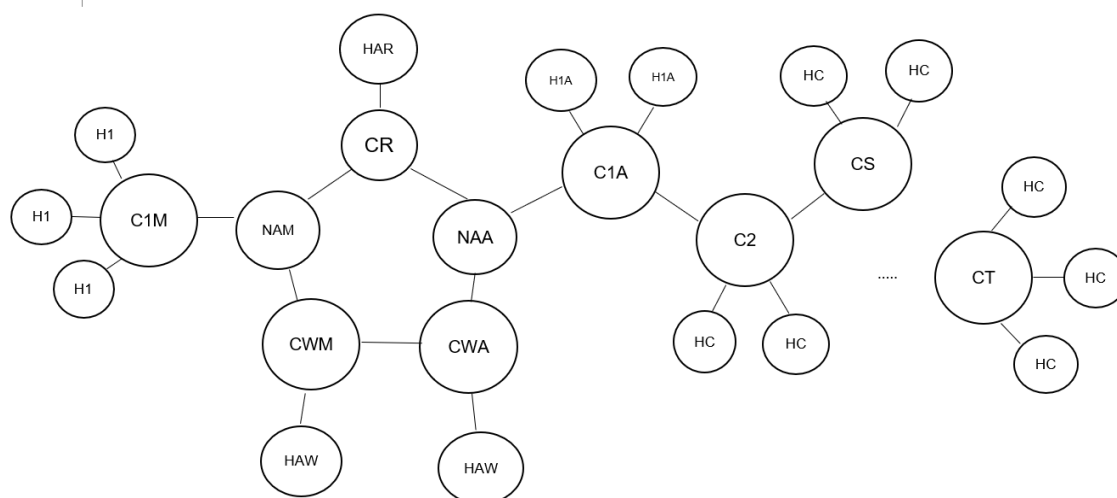 HAR
H1A
H1A
HC
HC
H1
CR
C1A
CS
HC
H1
C1M
NAM
NAA
C2
H1
.....
CT
HC
CWM
CWA
HC
HC
HC
HAW
HAW